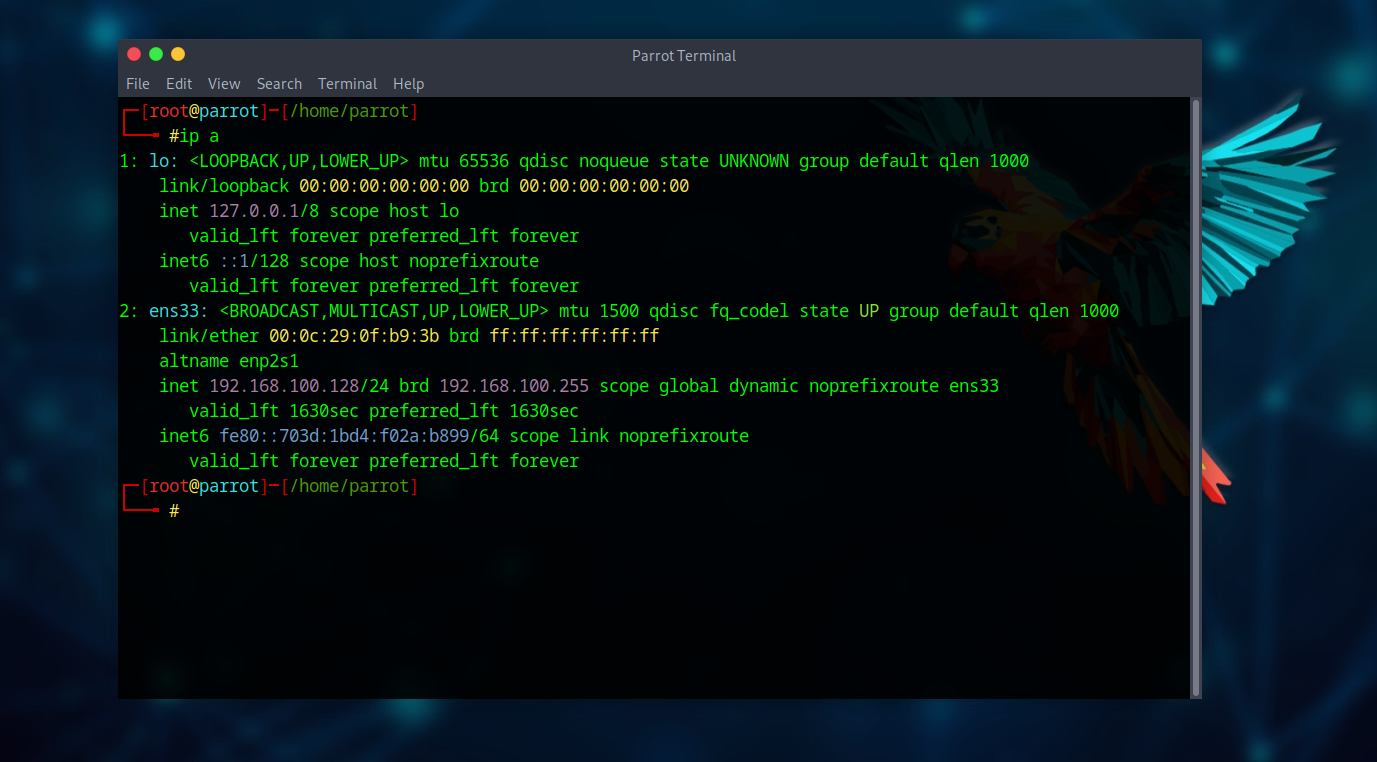 Parrot Terminal
File Edit View Search Terminal Help
┌─[root@parrot]─[/home/parrot]
└──╼ #ip a
1: lo: <LOOPBACK,UP,LOWER_UP> mtu 65536 qdisc noqueue state UNKNOWN group default qlen 1000
    link/loopback 00:00:00:00:00:00 brd 00:00:00:00:00:00
    inet 127.0.0.1/8 scope host lo
       valid_lft forever preferred_lft forever
    inet6 ::1/128 scope host noprefixroute
       valid_lft forever preferred_lft forever
2: ens33: <BROADCAST,MULTICAST,UP,LOWER_UP> mtu 1500 qdisc fq_codel state UP group default qlen 1000
    link/ether 00:0c:29:0f:b9:3b brd ff:ff:ff:ff:ff:ff
    altname enp2s1
    inet 192.168.100.128/24 brd 192.168.100.255 scope global dynamic noprefixroute ens33
       valid_lft 1630sec preferred_lft 1630sec
    inet6 fe80::703d:1bd4:f02a:b899/64 scope link noprefixroute
       valid_lft forever preferred_lft forever
┌─[root@parrot]─[/home/parrot]
└──╼ #